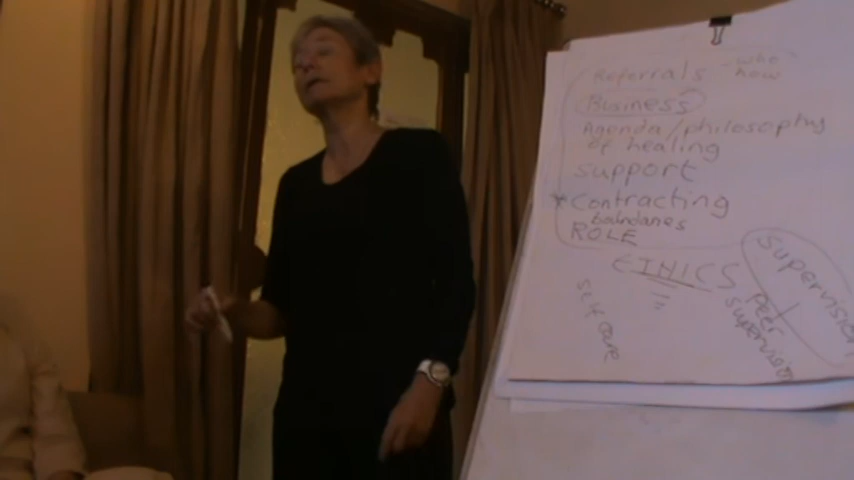 Referrals - who
how
Business
Agenda/philosophy
of healing
support
* Contracting
boundaries
ROLE
ETHICS
supervision
peer
supervision
self care